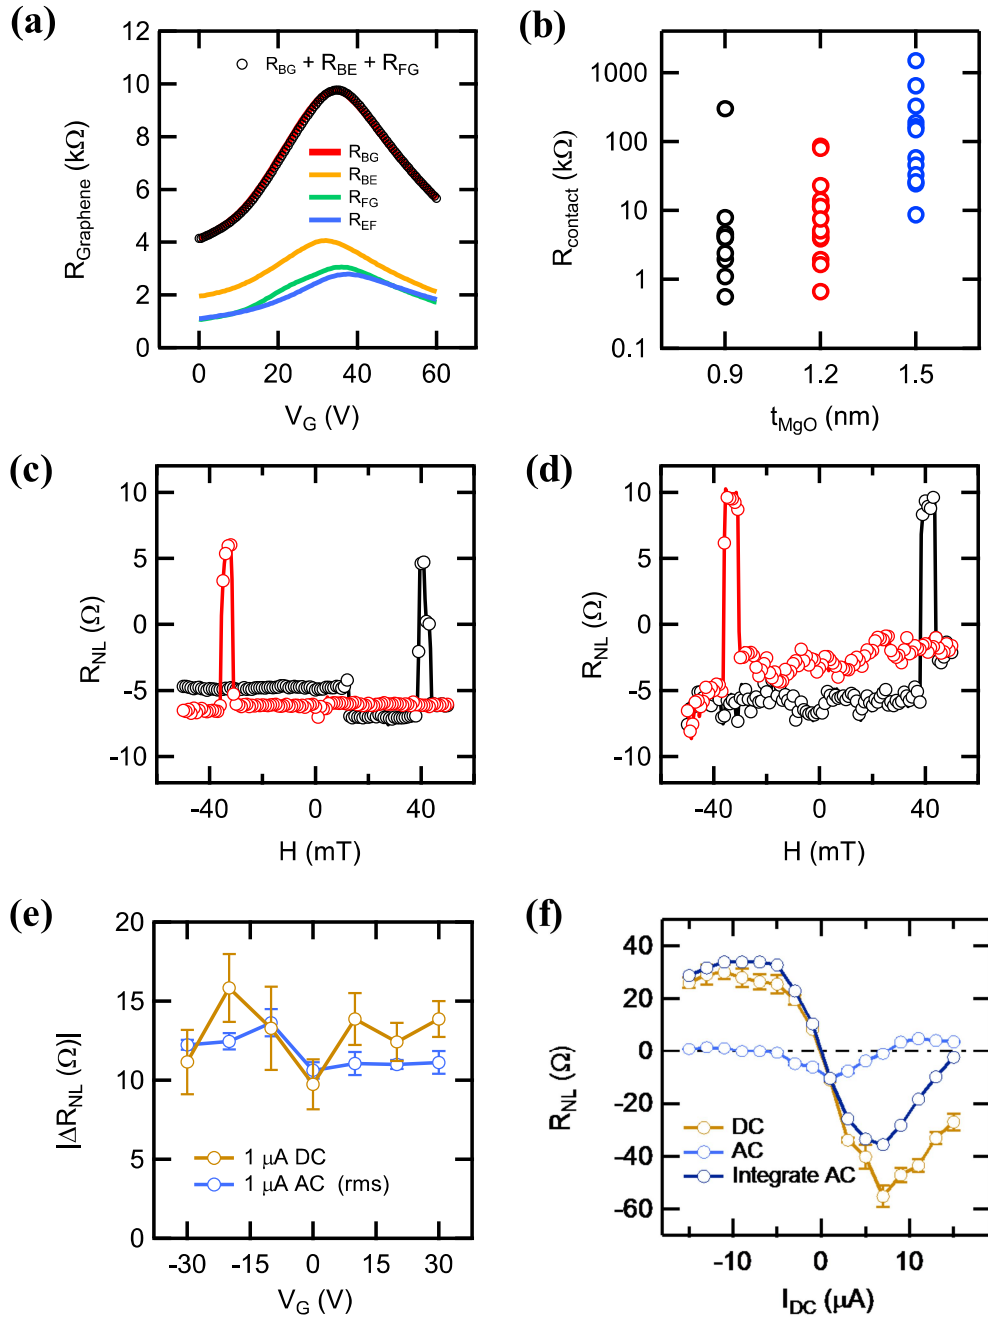 (a)
12
10
8
6
4
2
0
R_Graphene (kΩ)
R_BG + R_BE + R_FG
R_BG
R_BE
R_FG
R_EF
0 20 40 60
V_G (V)
(b)
1000
100
10
1
0.1
R_contact (kΩ)
0.9 1.2 1.5
t_MgO (nm)
(c)
10
5
0
-5
-10
R_NL (Ω)
-40 0 40
H (mT)
(d)
10
5
0
-5
-10
R_NL (Ω)
-40 0 40
H (mT)
(e)
20
15
10
5
0
|ΔR_NL (Ω)|
1 μA DC
1 μA AC (rms)
-30 -15 0 15 30
V_G (V)
(f)
40
20
0
-20
-40
-60
R_NL (Ω)
DC
AC
Integrate AC
-10 0 10
I_DC (μA)